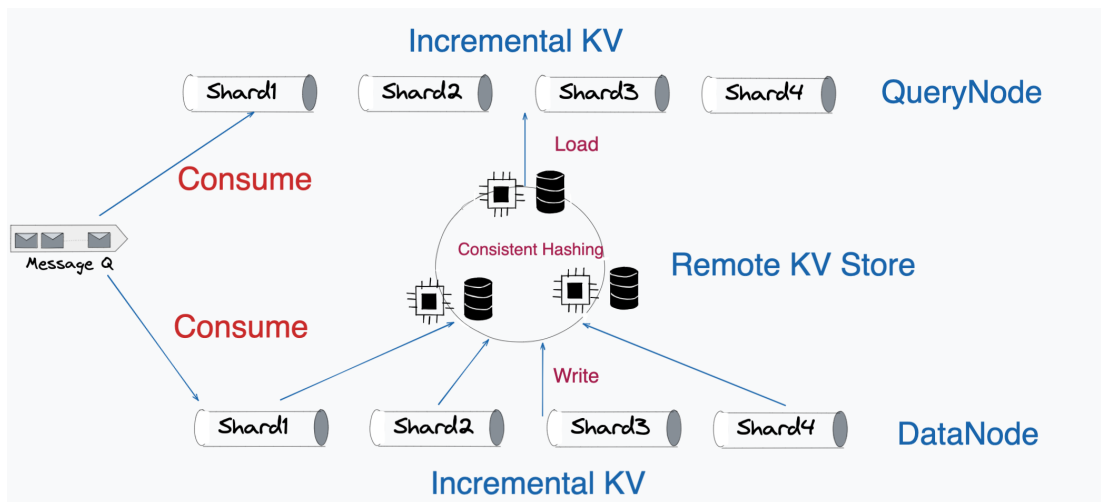 Incremental KV
Shard1
Shard2
Shard3
Shard4
QueryNode
Load
Consume
Message Q
Consistent Hashing
Remote KV Store
Consume
Write
Shard1
Shard2
Shard3
Shard4
DataNode
Incremental KV